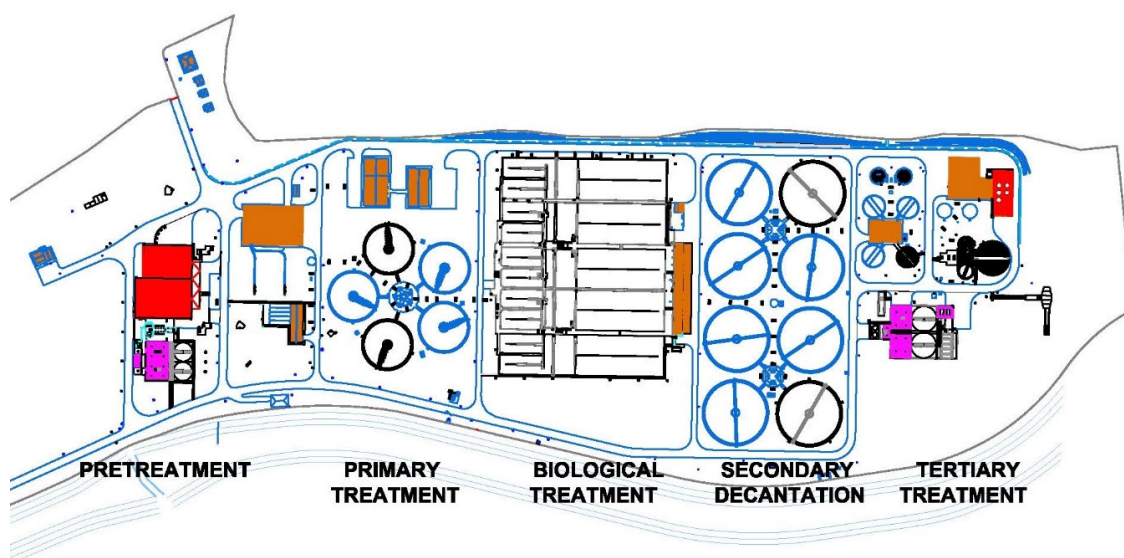 PRETREATMENT
PRIMARY
TREATMENT
BIOLOGICAL
TREATMENT
SECONDARY
DECANTATION
TERTIARY
TREATMENT